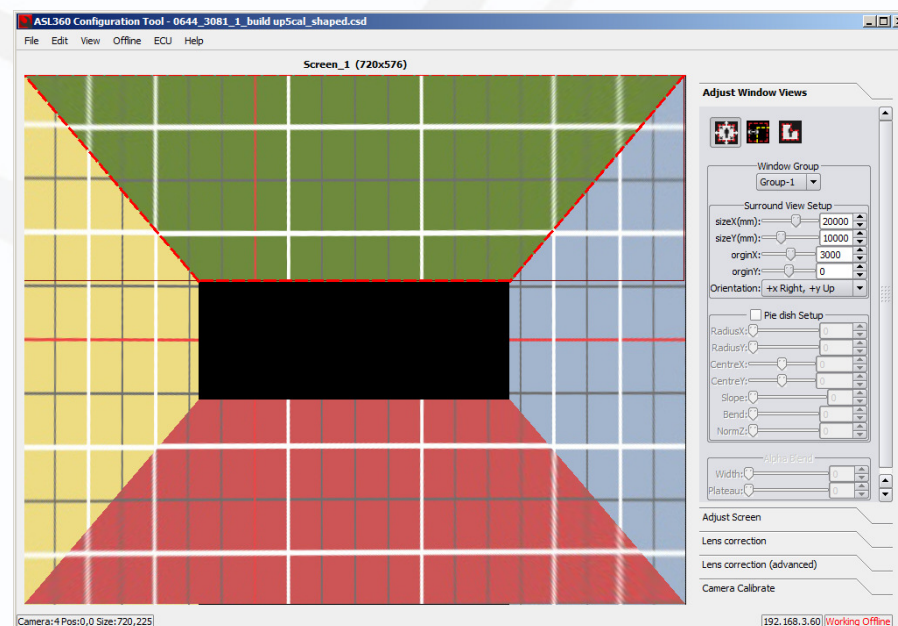 ASL360 Configuration Tool - 0644_3081_1_build up5cal_shaped.csd
File Edit View Offline ECU Help
Screen_1 (720x576)
Adjust Window Views
Window Group
Group-1
Surround View Setup
sizeX(mm): 20000
sizeY(mm): 10000
orginX: 3000
orginY: 0
Orientation: +x Right, +y Up
Pie dish Setup
RadiusX: 0
RadiusY: 0
CentreX: 0
CentreY: 0
Slope: 0
Bend: 0
NormZ: 0
Alpha Blend
Width: 0
Plateau: 0
Adjust Screen
Lens correction
Lens correction (advanced)
Camera Calibrate
Camera:4 Pos:0,0 Size:720,225
192.168.3.60 Working Offline